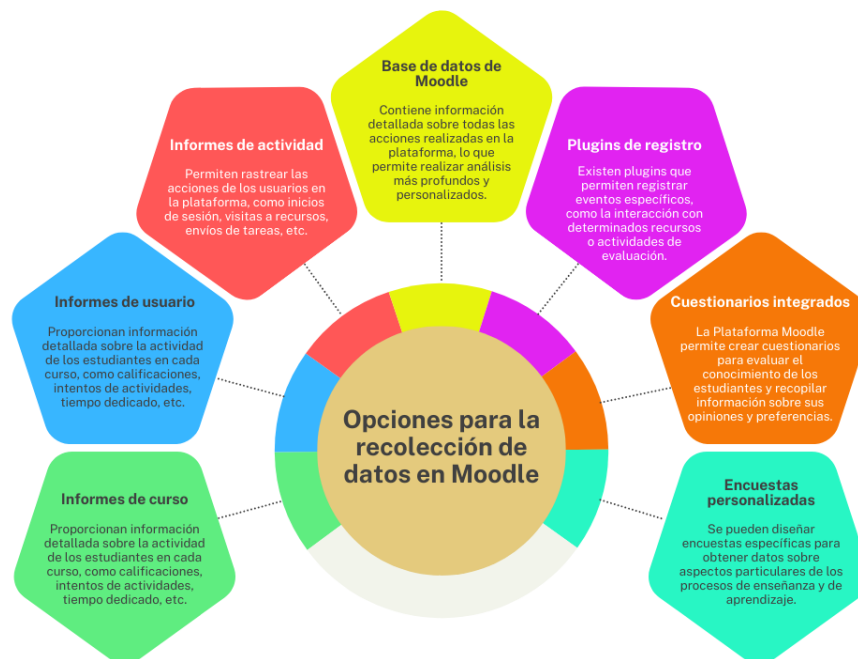 Base de datos de
Moodle
Contiene información
detallada sobre todas las
acciones realizadas en la
plataforma, lo que
permite realizar análisis
más profundos y
personalizados.
Informes de actividad
Permiten rastrear las
acciones de los usuarios en
la plataforma, como inicios
de sesión, visitas a recursos,
envíos de tareas, etc.
Plugins de registro
Existen plugins que
permiten registrar
eventos específicos,
como la interacción con
determinados recursos
o actividades de
evaluación.
Informes de usuario
Proporcionan información
detallada sobre la actividad
de los estudiantes en cada
curso, como calificaciones,
intentos de actividades,
tiempo dedicado, etc.
Cuestionarios integrados
La Plataforma Moodle
permite crear cuestionarios
para evaluar el
conocimiento de los
estudiantes y recopilar
información sobre sus
opiniones y preferencias.
Opciones para la
recolección de
datos en Moodle
Informes de curso
Proporcionan información
detallada sobre la actividad
de los estudiantes en cada
curso, como calificaciones,
intentos de actividades,
tiempo dedicado, etc.
Encuestas
personalizadas
Se pueden diseñar
encuestas específicas para
obtener datos sobre
aspectos particulares de los
procesos de enseñanza y de
aprendizaje.